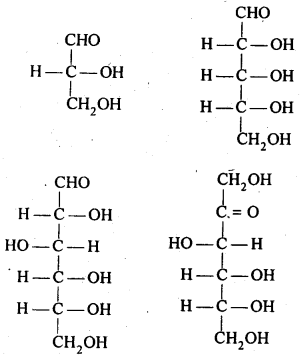 CHO
H — C — OH
CH₂OH
CHO
H — C — OH
H — C — OH
H — C — OH
CH₂OH
CHO
H — C — OH
HO — C — H
H — C — OH
H — C — OH
CH₂OH
CH₂OH
C = O
HO — C — H
H — C — OH
H — C — OH
CH₂OH